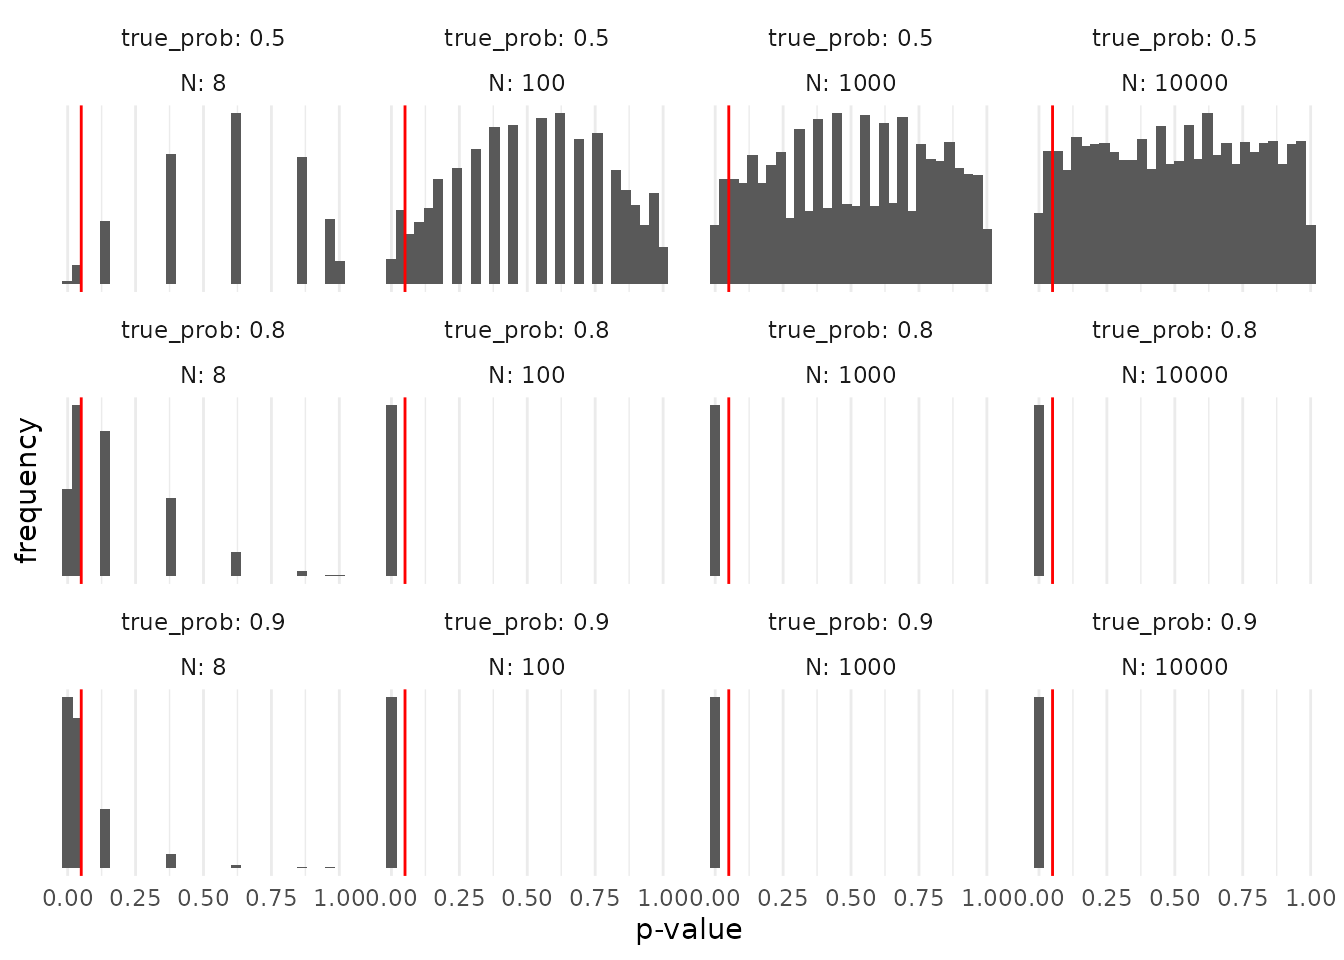 true_prob: 0.5 true_prob: 0.5 true_prob: 0.5 true_prob: 0.5
N: 8 N: 100 N: 1000 N: 10000
true_prob: 0.8 true_prob: 0.8 true_prob: 0.8 true_prob: 0.8
N: 8 N: 100 N: 1000 N: 10000
frequency
true_prob: 0.9 true_prob: 0.9 true_prob: 0.9 true_prob: 0.9
N: 8 N: 100 N: 1000 N: 10000
0.00 0.25 0.50 0.75 1.00 0.00 0.25 0.50 0.75 1.00 0.00 0.25 0.50 0.75 1.00 0.00 0.25 0.50 0.75 1.00
p-value